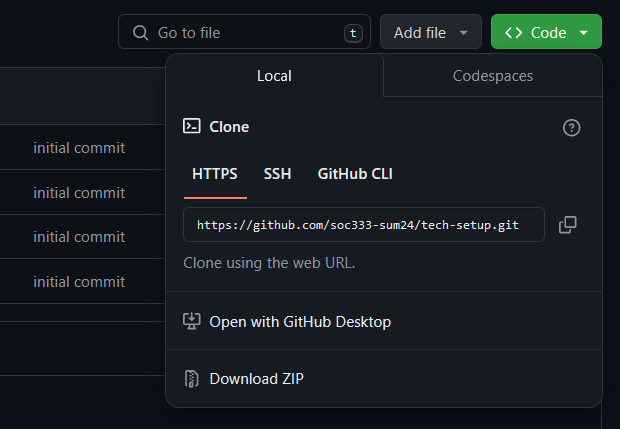 Go to file
t
Add file
Code
Local
Codespaces
Clone
HTTPS
SSH
GitHub CLI
https://github.com/soc333-sum24/tech-setup.git
Clone using the web URL.
Open with GitHub Desktop
Download ZIP
initial commit
initial commit
initial commit
initial commit